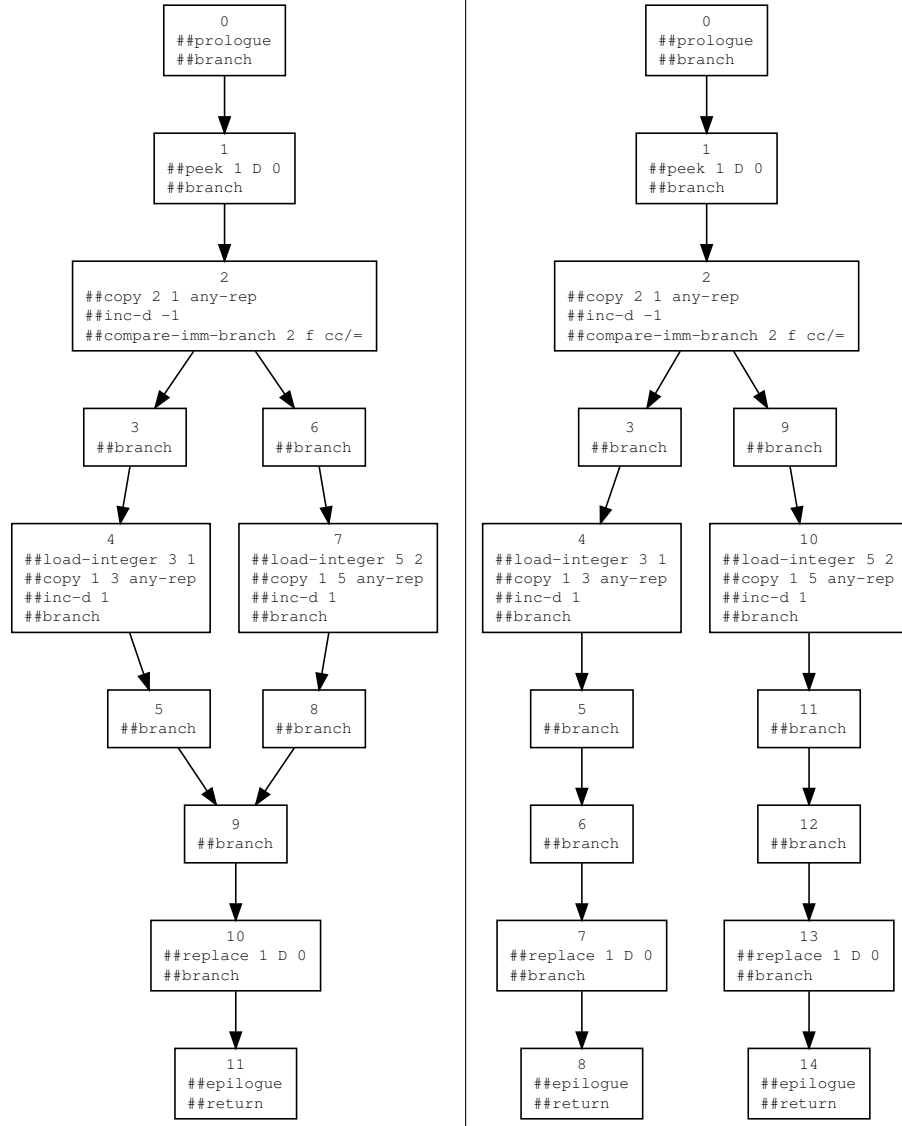 0
##prologue
##branch
1
##peek 1 D 0
##branch
2
##copy 2 1 any-rep
##inc-d -1
##compare-imm-branch 2 f cc/=
3
##branch
6
##branch
4
##load-integer 3 1
##copy 1 3 any-rep
##inc-d 1
##branch
7
##load-integer 5 2
##copy 1 5 any-rep
##inc-d 1
##branch
5
##branch
8
##branch
9
##branch
10
##replace 1 D 0
##branch
11
##epilogue
##return
0
##prologue
##branch
1
##peek 1 D 0
##branch
2
##copy 2 1 any-rep
##inc-d -1
##compare-imm-branch 2 f cc/=
3
##branch
9
##branch
4
##load-integer 3 1
##copy 1 3 any-rep
##inc-d 1
##branch
10
##load-integer 5 2
##copy 1 5 any-rep
##inc-d 1
##branch
5
##branch
11
##branch
6
##branch
12
##branch
7
##replace 1 D 0
##branch
13
##replace 1 D 0
##branch
8
##epilogue
##return
14
##epilogue
##return